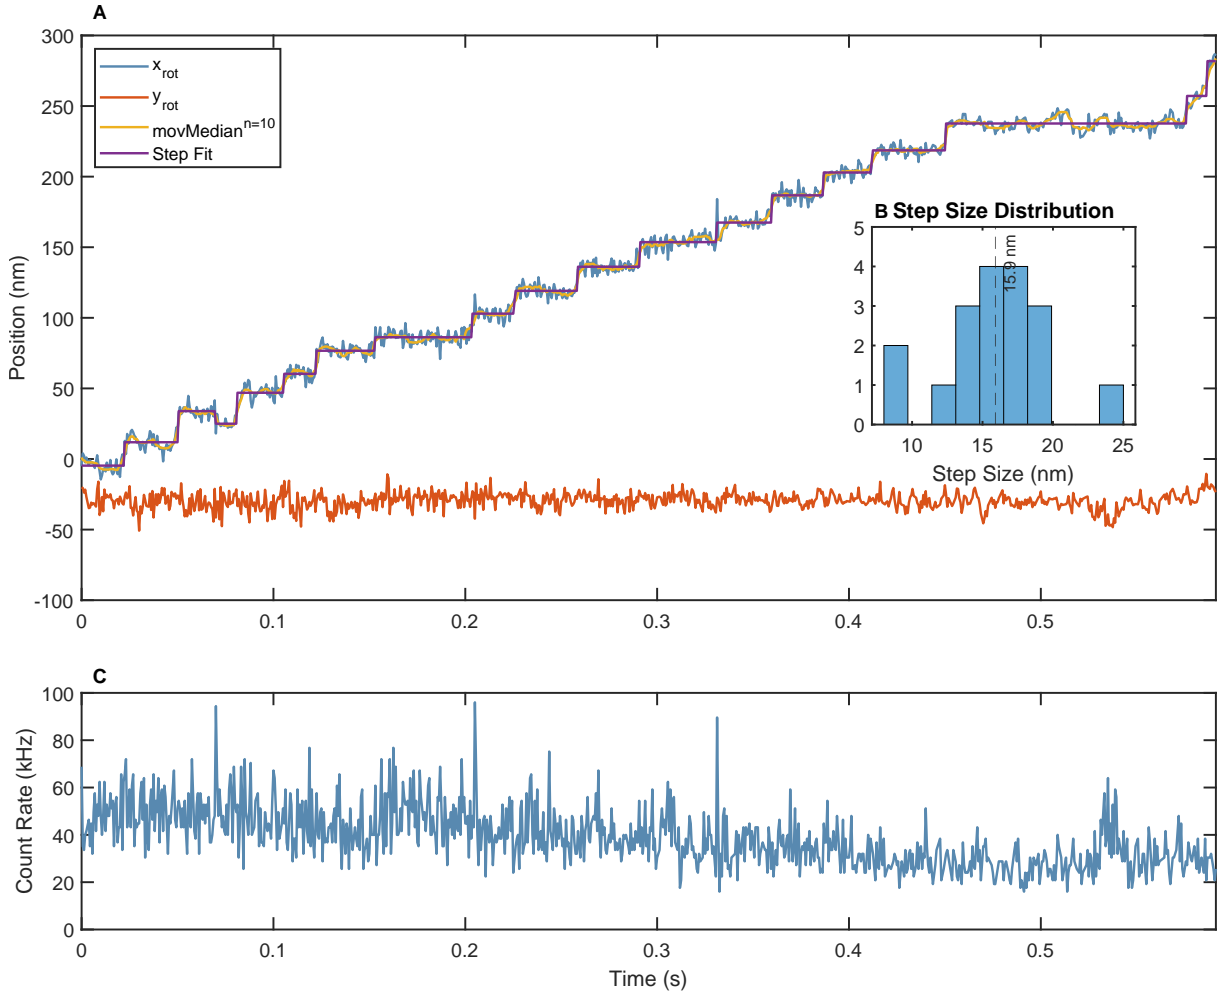 A
300
250
200
150
100
50
0
-50
-100
Position (nm)
x_rot
y_rot
movMedian^n=10
Step Fit
B Step Size Distribution
5
4
3
2
1
0
15.9 nm
10 15 20 25
Step Size (nm)
0 0.1 0.2 0.3 0.4 0.5
C
100
80
60
40
20
0
Count Rate (kHz)
0 0.1 0.2 0.3 0.4 0.5
Time (s)